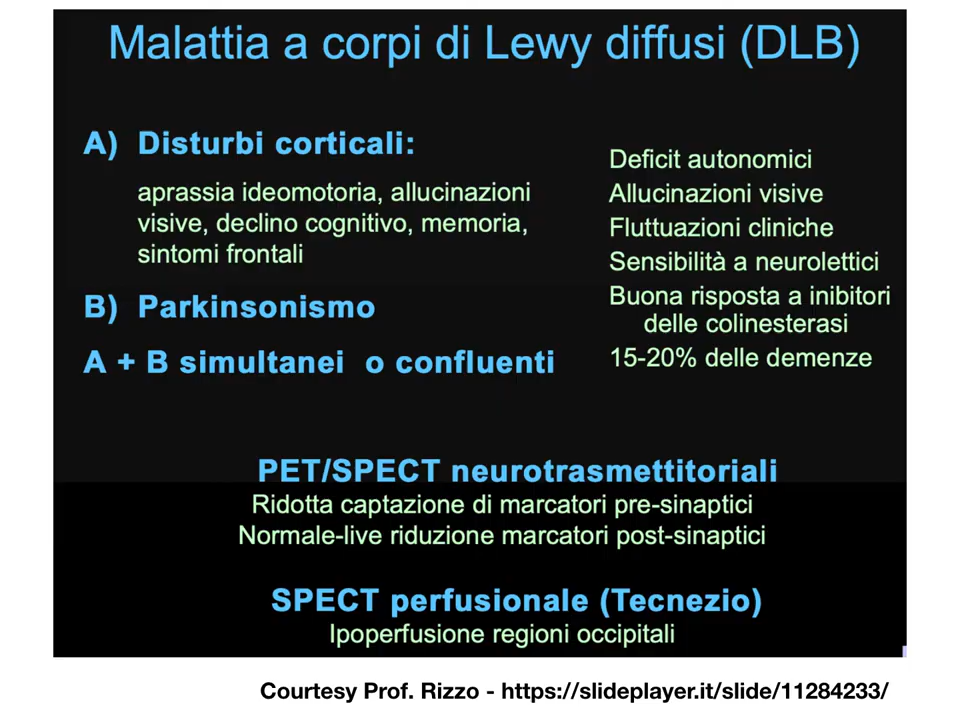 Malattia a corpi di Lewy diffusi (DLB)
A) Disturbi corticali:
aprassia ideomotoria, allucinazioni
visive, declino cognitivo, memoria,
sintomi frontali
B) Parkinsonismo
A + B simultanei o confluenti
Deficit autonomici
Allucinazioni visive
Fluttuazioni cliniche
Sensibilità a neurolettici
Buona risposta a inibitori
delle colinesterasi
15-20% delle demenze
PET/SPECT neurotrasmettitoriali
Ridotta captazione di marcatori pre-sinaptici
Normale-live riduzione marcatori post-sinaptici
SPECT perfusionale (Tecnezio)
Ipoperfusione regioni occipitali
Courtesy Prof. Rizzo - https://slideplayer.it/slide/11284233/